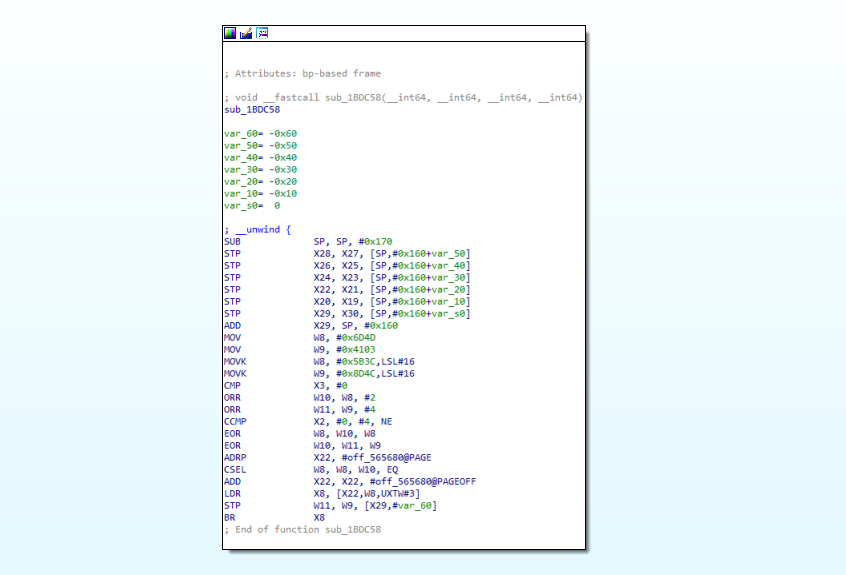 ; Attributes: bp-based frame
; void __fastcall sub_1BDC58(__int64, __int64, __int64, __int64)
sub_1BDC58
var_60= -0x60
var_50= -0x50
var_40= -0x40
var_30= -0x30
var_20= -0x20
var_10= -0x10
var_s0= 0
; __unwind {
SUB SP, SP, #0x170
STP X28, X27, [SP,#0x160+var_50]
STP X26, X25, [SP,#0x160+var_40]
STP X24, X23, [SP,#0x160+var_30]
STP X22, X21, [SP,#0x160+var_20]
STP X20, X19, [SP,#0x160+var_10]
STP X29, X30, [SP,#0x160+var_s0]
ADD X29, SP, #0x160
MOV W8, #0x6D4D
MOV W9, #0x4103
MOVK W8, #0x5B3C,LSL#16
MOVK W9, #0x8D4C,LSL#16
CMP X3, #0
ORR W10, W8, #2
ORR W11, W9, #4
CCMP X2, #0, #4, NE
EOR W8, W10, W8
EOR W10, W11, W9
ADRP X22, #off_565680@PAGE
CSEL W8, W8, W10, EQ
ADD X22, X22, #off_565680@PAGEOFF
LDR X8, [X22,W8,UXTW#3]
STP W11, W9, [X29,#var_60]
BR X8
; End of function sub_1BDC58